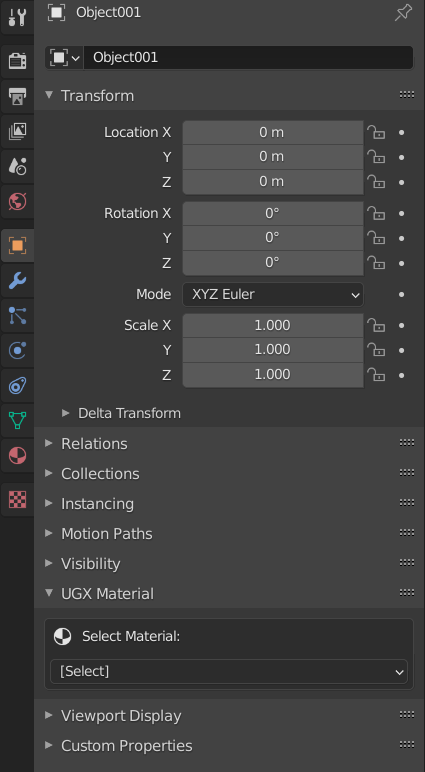 Object001
Object001
Transform
Location X 0 m
Y 0 m
Z 0 m
Rotation X 0°
Y 0°
Z 0°
Mode XYZ Euler
Scale X 1.000
Y 1.000
Z 1.000
Delta Transform
Relations
Collections
Instancing
Motion Paths
Visibility
UGX Material
Select Material:
[Select]
Viewport Display
Custom Properties